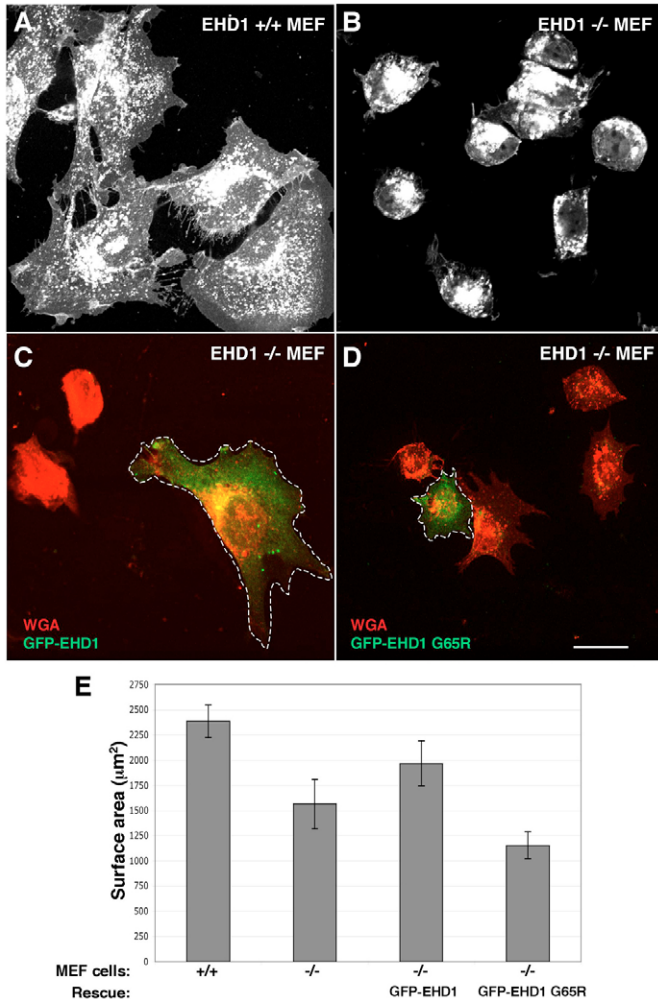 A EHD1 +/+ MEF
B EHD1 -/- MEF
C EHD1 -/- MEF
WGA
GFP-EHD1
D EHD1 -/- MEF
WGA
GFP-EHD1 G65R
E
Surface area (μm²)
2750
2500
2250
2000
1750
1500
1250
1000
750
500
250
0
MEF cells: +/+ -/- -/- -/-
Rescue: GFP-EHD1 GFP-EHD1 G65R